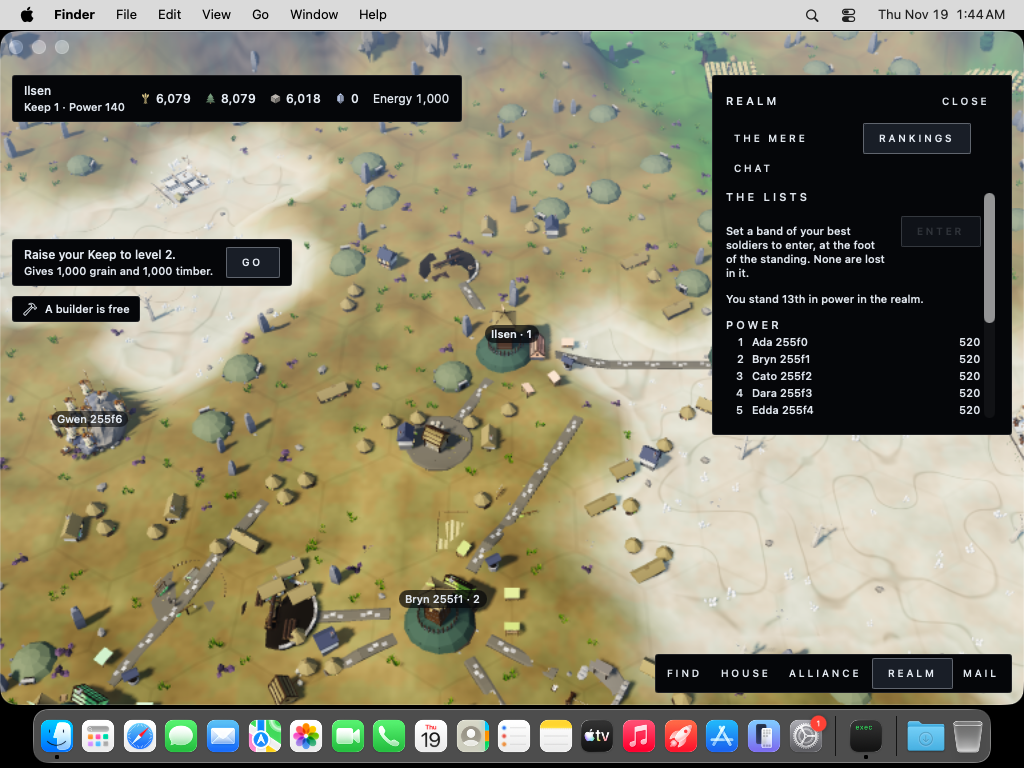 Finder File Edit View Go Window Help Thu Nov 19 1:44 AM
Ilsen
Keep 1 · Power 140
6,079 8,079 6,018 0 Energy 1,000
Raise your Keep to level 2.
Gives 1,000 grain and 1,000 timber.
GO
A builder is free
Ilsen · 1
Gwen 255f6
Bryn 255f1 · 2
REALM CLOSE
THE MERE RANKINGS
CHAT
THE LISTS
Set a band of your best
soldiers to enter, at the foot
of the standing. None are lost
in it.
ENTER
You stand 13th in power in the realm.
POWER
1 Ada 255f0 520
2 Bryn 255f1 520
3 Cato 255f2 520
4 Dara 255f3 520
5 Edda 255f4 520
FIND HOUSE ALLIANCE REALM MAIL
Thu
19
tv
1
exec